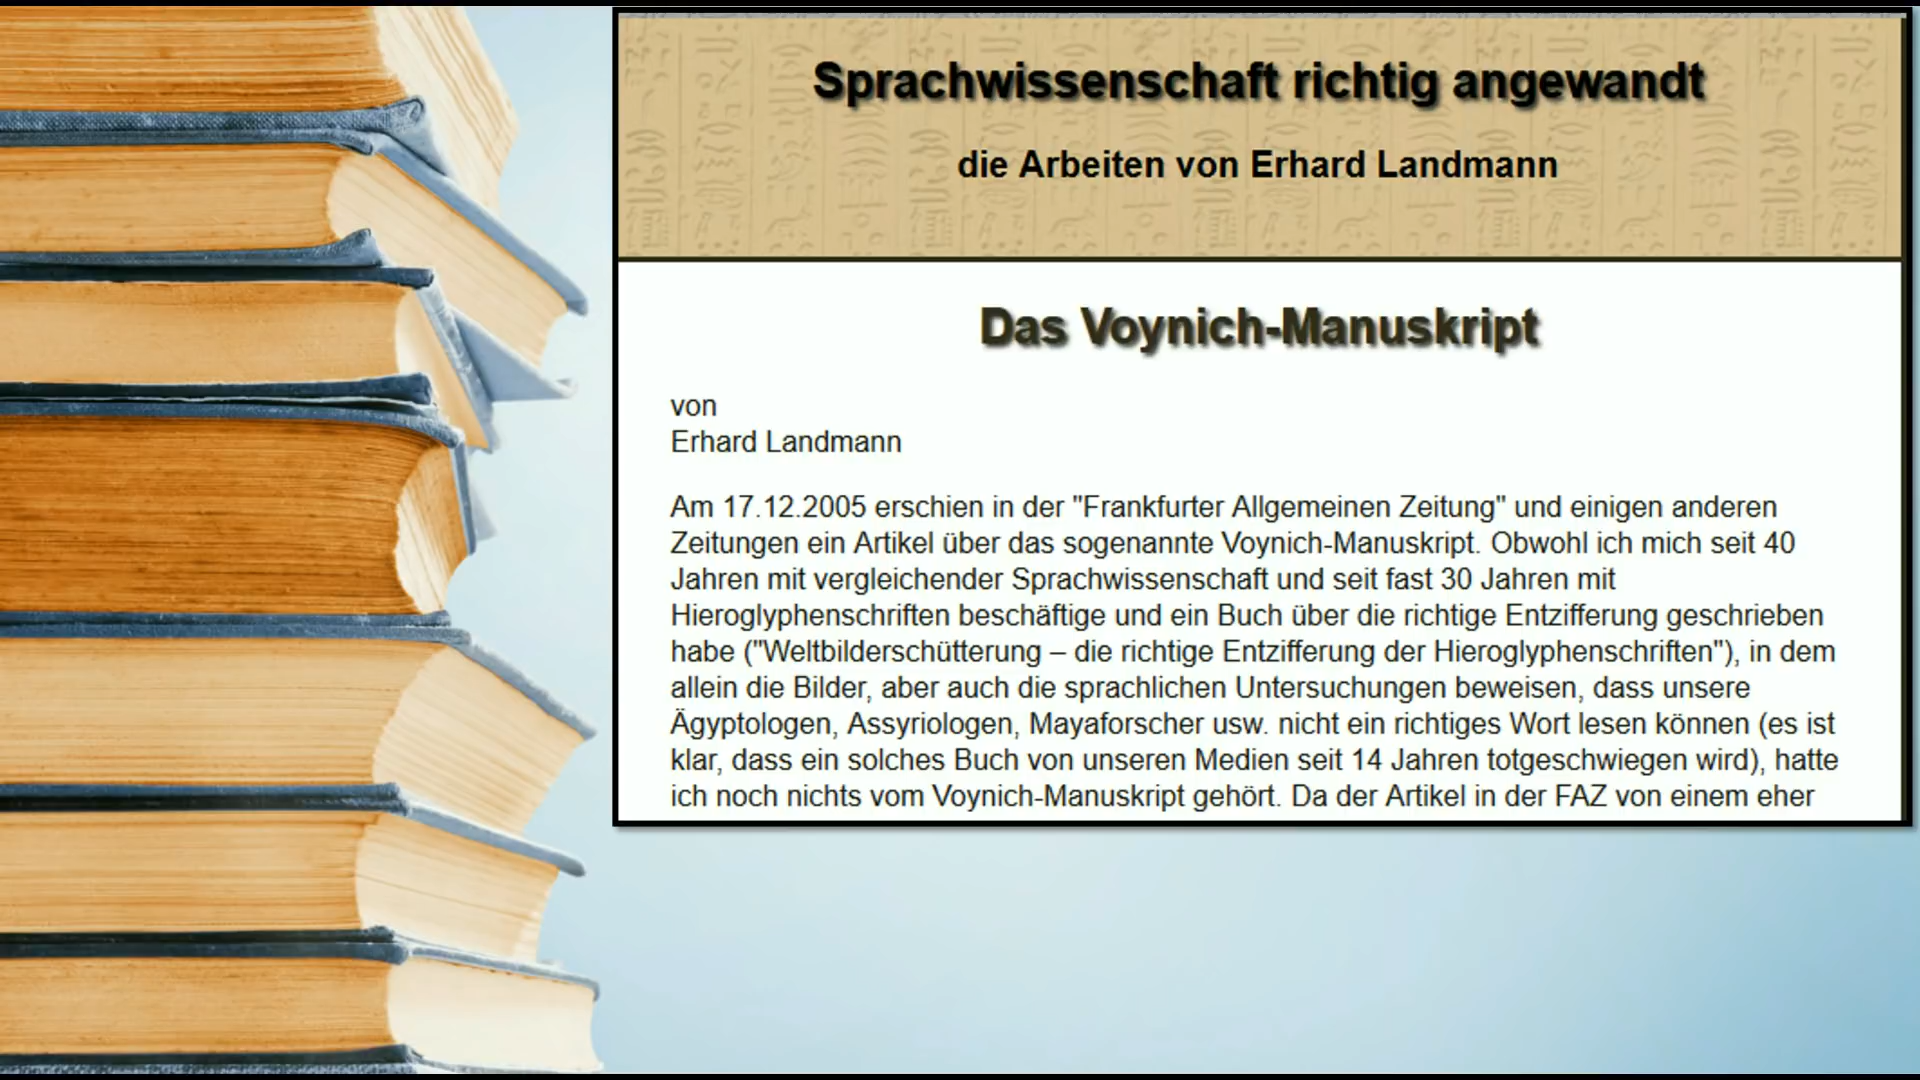 Sprachwissenschaft richtig angewandt
die Arbeiten von Erhard Landmann
Das Voynich-Manuskript
von
Erhard Landmann
Am 17.12.2005 erschien in der "Frankfurter Allgemeinen Zeitung" und einigen anderen
Zeitungen ein Artikel über das sogenannte Voynich-Manuskript. Obwohl ich mich seit 40
Jahren mit vergleichender Sprachwissenschaft und seit fast 30 Jahren mit
Hieroglyphenschriften beschäftige und ein Buch über die richtige Entzifferung geschrieben
habe ("Weltbilderschütterung – die richtige Entzifferung der Hieroglyphenschriften"), in dem
allein die Bilder, aber auch die sprachlichen Untersuchungen beweisen, dass unsere
Ägyptologen, Assyriologen, Mayaforscher usw. nicht ein richtiges Wort lesen können (es ist
klar, dass ein solches Buch von unseren Medien seit 14 Jahren totgeschwiegen wird), hatte
ich noch nichts vom Voynich-Manuskript gehört. Da der Artikel in der FAZ von einem eher